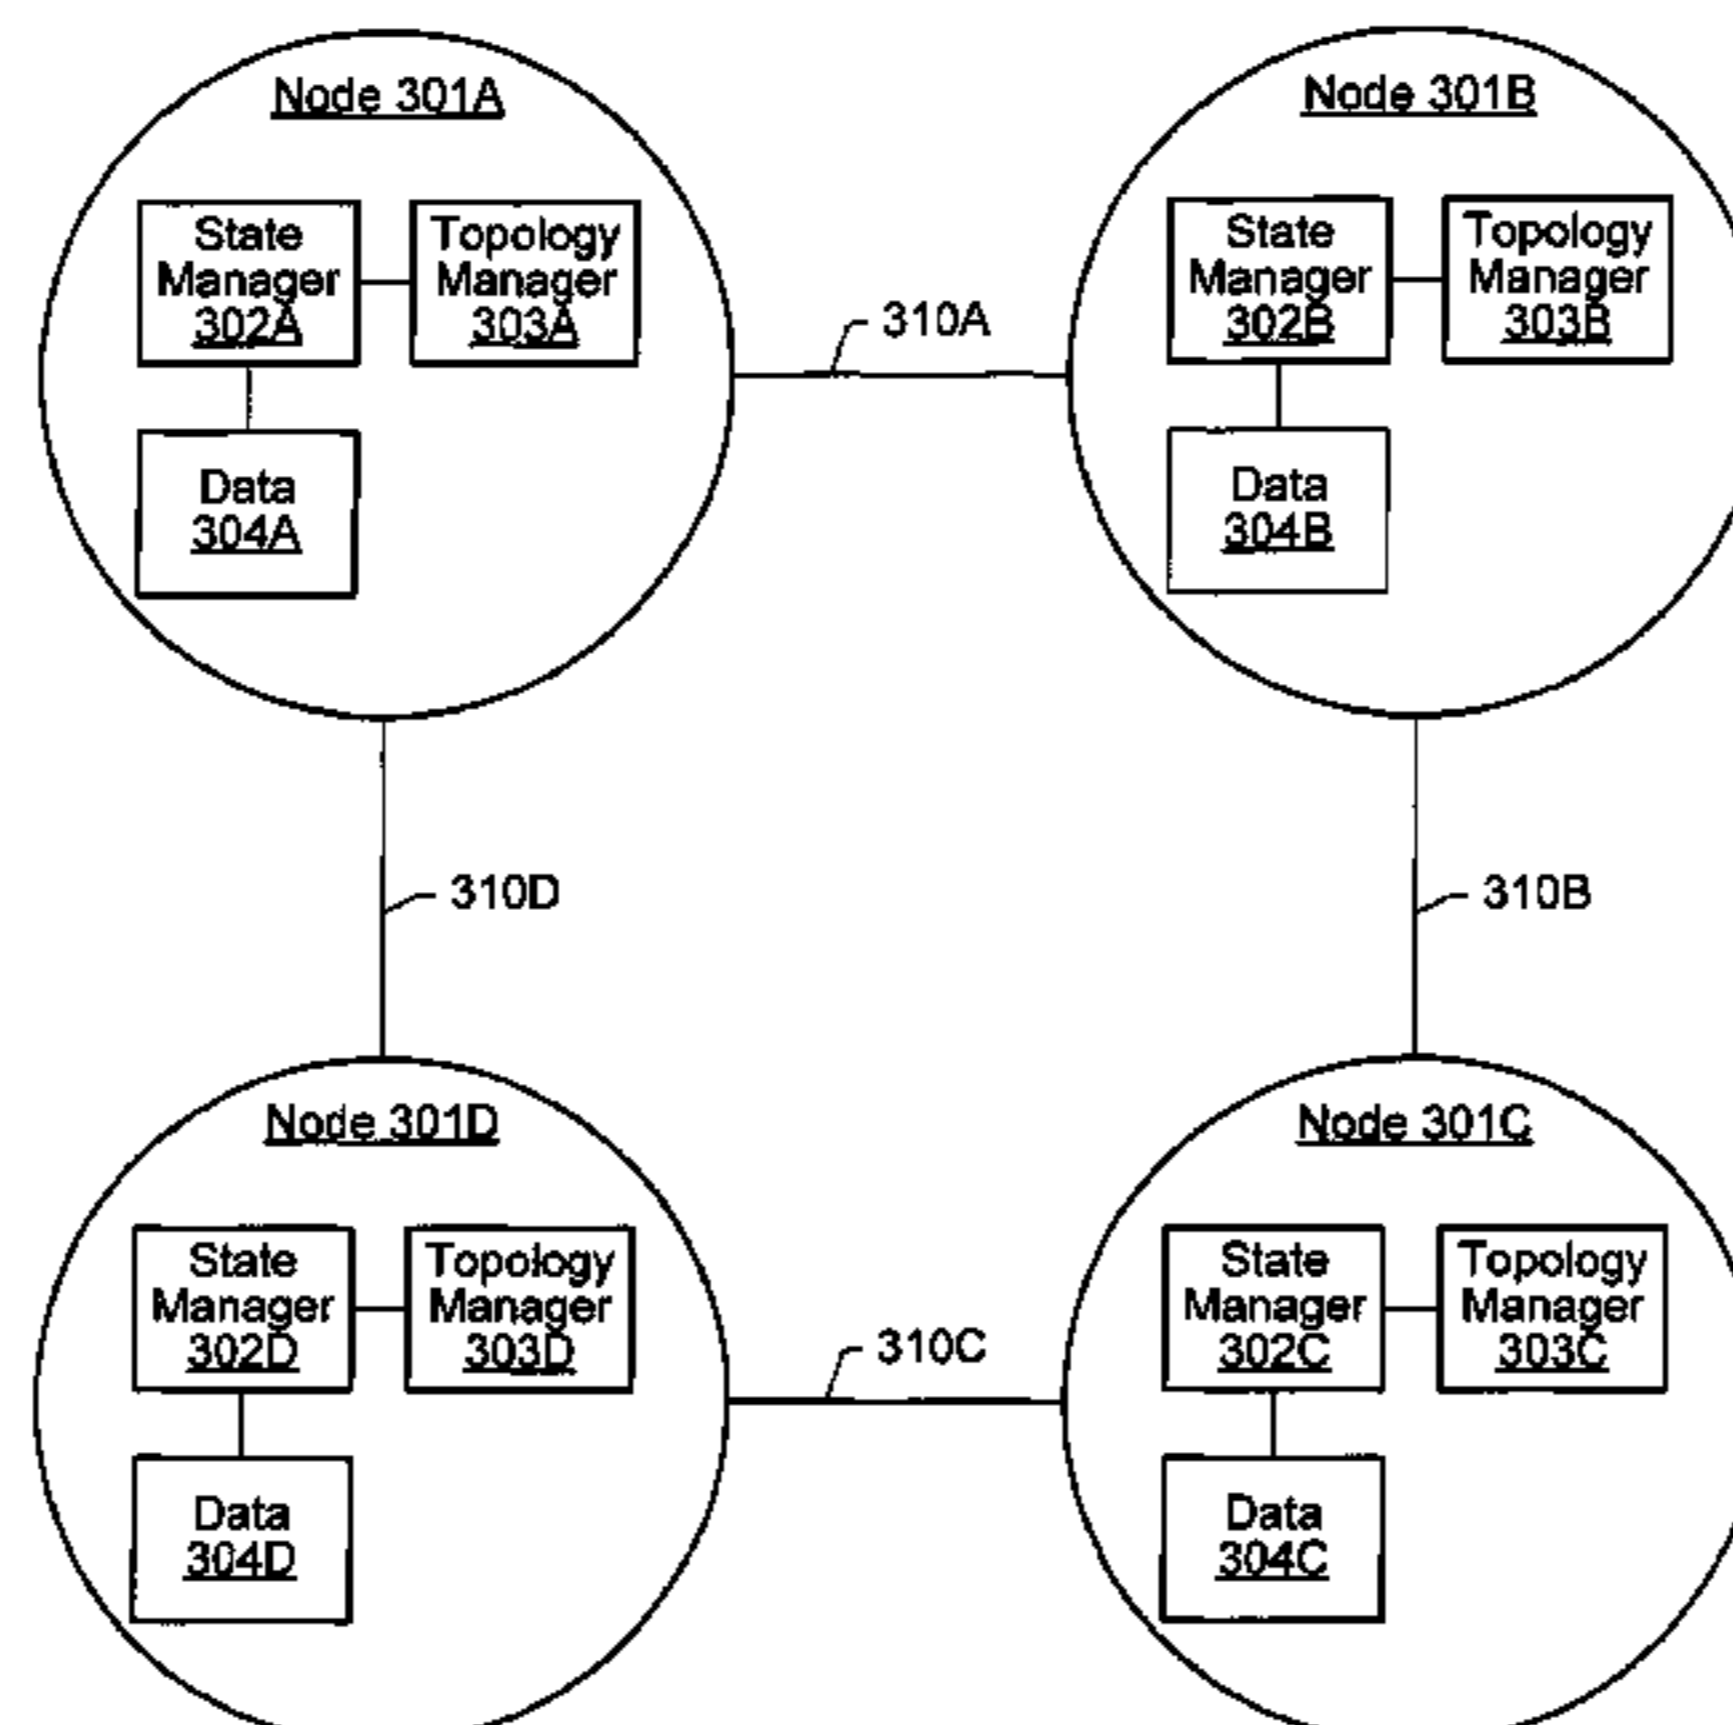 Node 301A
State
Manager
302A
Topology
Manager
303A
Data
304A
310A
Node 301B
State
Manager
302B
Topology
Manager
303B
Data
304B
310D
310B
Node 301D
State
Manager
302D
Topology
Manager
303D
Data
304D
310C
Node 301C
State
Manager
302C
Topology
Manager
303C
Data
304C